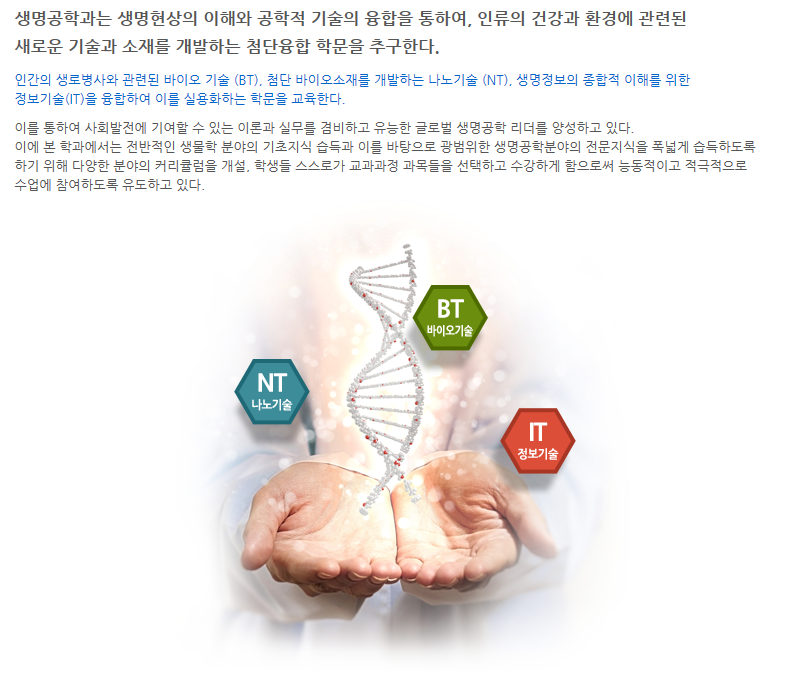 생명공학과는 생명현상의 이해와 공학적 기술의 융합을 통하여, 인류의 건강과 환경에 관련된
새로운 기술과 소재를 개발하는 첨단융합 학문을 추구한다.
인간의 생로병사와 관련된 바이오 기술 (BT), 첨단 바이오소재를 개발하는 나노기술 (NT), 생명정보의 종합적 이해를 위한
정보기술(IT)을 융합하여 이를 실용화하는 학문을 교육한다.
이를 통하여 사회발전에 기여할 수 있는 이론과 실무를 겸비하고 유능한 글로벌 생명공학 리더를 양성하고 있다.
이에 본 학과에서는 전반적인 생물학 분야의 기초지식 습득과 이를 바탕으로 광범위한 생명공학분야의 전문지식을 폭넓게 습득하도록
하기 위해 다양한 분야의 커리큘럼을 개설, 학생들 스스로가 교과과정 과목들을 선택하고 수강하게 함으로써 능동적이고 적극적으로
수업에 참여하도록 유도하고 있다.
BT
바이오기술
NT
나노기술
IT
정보기술